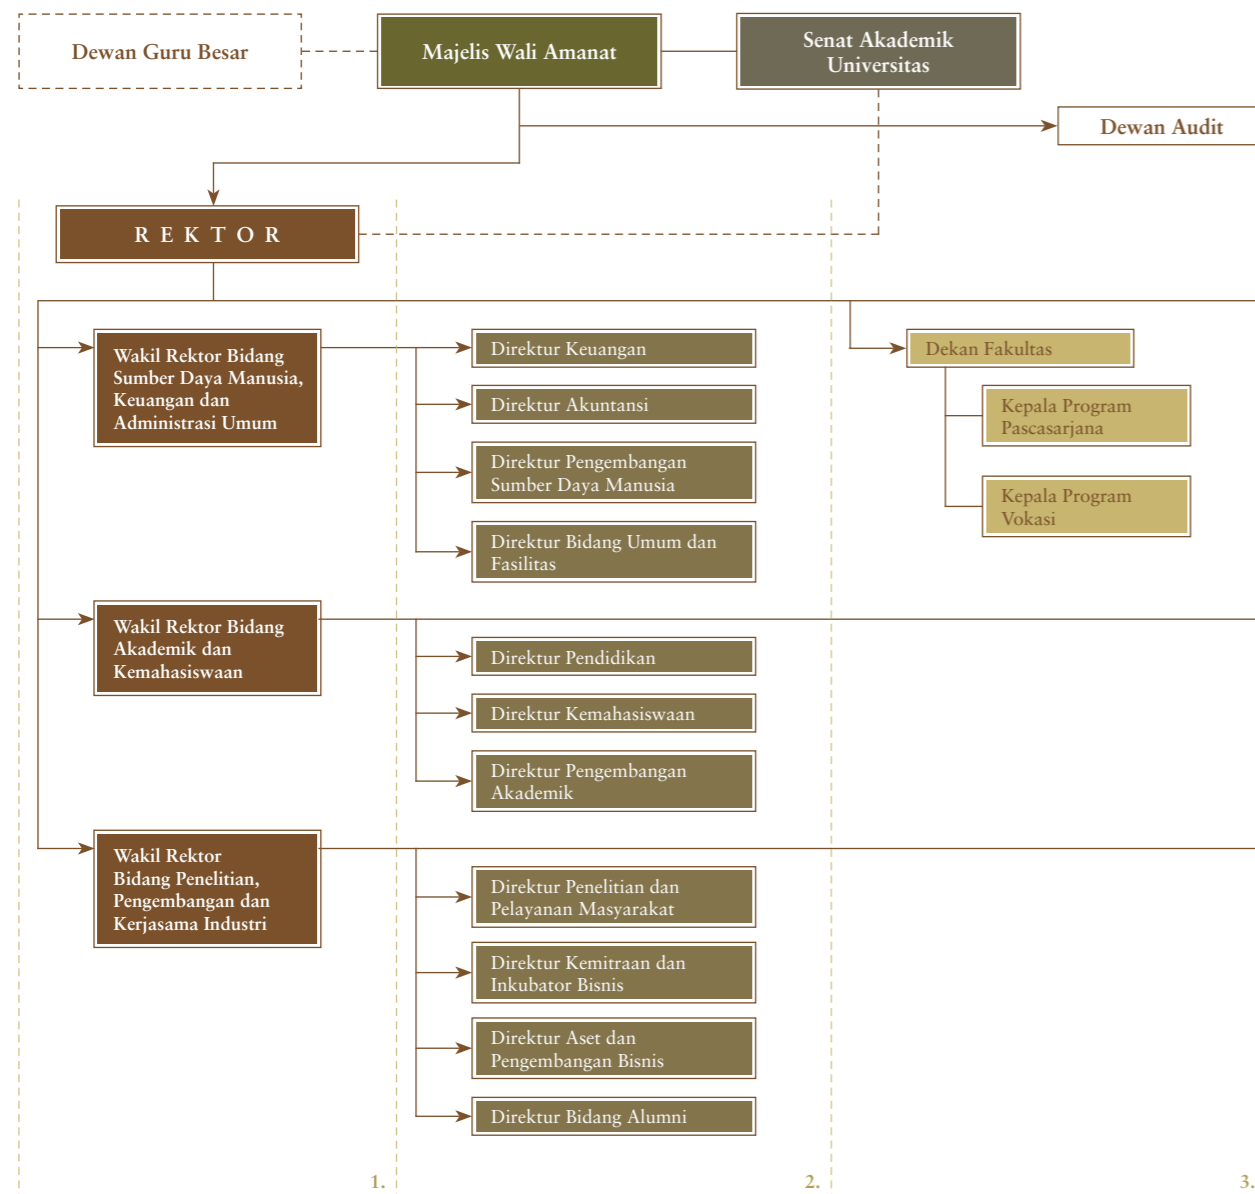 Dewan Guru Besar
Majelis Wali Amanat
Senat Akademik
Universitas
Dewan Audit
REKTOR
Wakil Rektor Bidang
Sumber Daya Manusia,
Keuangan dan
Administrasi Umum
Direktur Keuangan
Direktur Akuntansi
Direktur Pengembangan
Sumber Daya Manusia
Direktur Bidang Umum dan
Fasilitas
Dekan Fakultas
Kepala Program
Pascasarjana
Kepala Program
Vokasi
Wakil Rektor Bidang
Akademik dan
Kemahasiswaan
Direktur Pendidikan
Direktur Kemahasiswaan
Direktur Pengembangan
Akademik
Wakil Rektor
Bidang Penelitian,
Pengembangan dan
Kerjasama Industri
Direktur Penelitian dan
Pelayanan Masyarakat
Direktur Kemitraan dan
Inkubator Bisnis
Direktur Aset dan
Pengembangan Bisnis
Direktur Bidang Alumni
1.
2.
3.